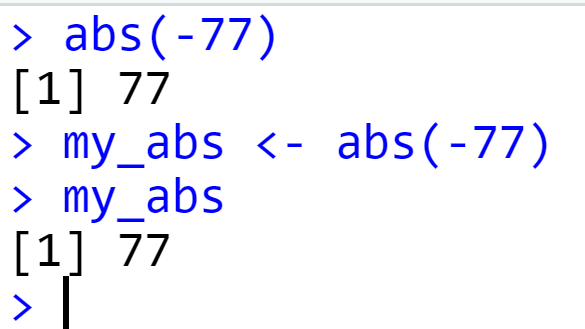 > abs(-77)
[1] 77
> my_abs <- abs(-77)
> my_abs
[1] 77
>